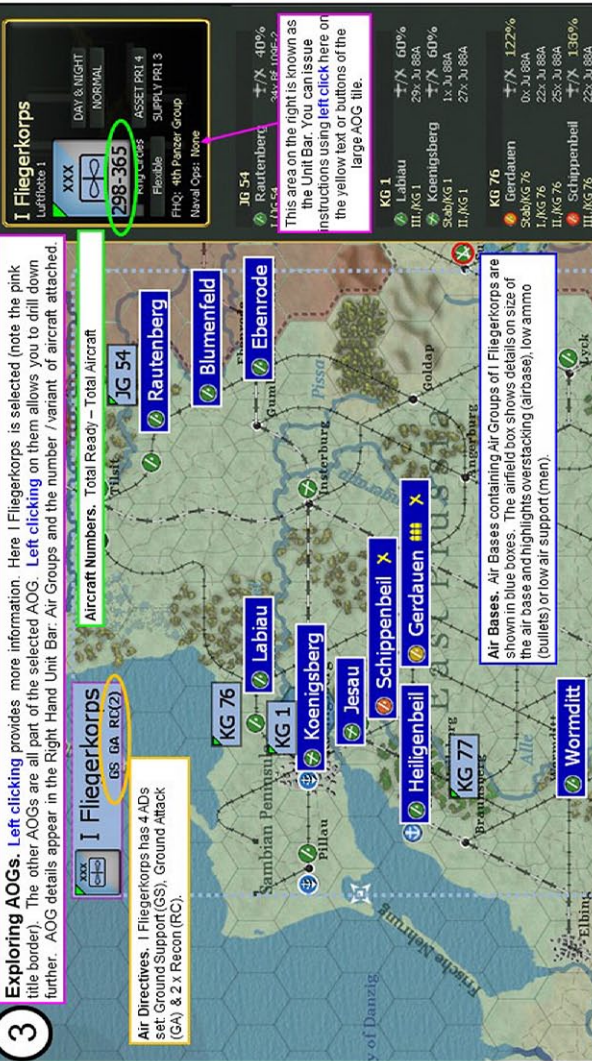 3
Exploring AOGs. Left clicking provides more information. Here I Fliegerkorps is selected (note the pink
title border). The other AOGs are all part of the selected AOG. Left clicking on them allows you to drill down
further. AOG details appear in the Right Hand Unit Bar: Air Groups and the number / variant of aircraft attached.
I Fliegerkorps
GS GA RC(2)
Air Directives. I Fliegerkorps has 4 ADs
set: Ground Support (GS), Ground Attack
(GA) & 2 x Recon (RC).
Aircraft Numbers. Total Ready – Total Aircraft
JG 54
Tilsit
Rautenberg
Blumenfeld
Ebenrode
KG 76
Labiau
KG 1
Koenigsberg
Sambian Peninsula
Pillau
Insterburg
Pissa
Jesau
Schippenbeil
Gerdauen
Heiligenbeil
KG 77
Goldap
Angerburg
East Prussia
Alle
Wormditt
Frische Nehrung
y of Danzig
Elbin
Lyck
Air Bases. Air Bases containing Air Groups of I Fliegerkorps are
shown in blue boxes. The airfield box shows details on size of
the air base and highlights overstacking (airbase), low ammo
(bullets) or low air support (men).
I Fliegerkorps
Luftflotte 1
XXX
298-365
DAY & NIGHT
NORMAL
Flexible
ASSET PRI 4
SUPPLY PRI 3
FHQ: 4th Panzer Group
Naval Ops: None
JG 54
Rautenberg
40%
This area on the right is known as
the Unit Bar. You can issue
instructions using left click here on
the yellow text or buttons of the
large AOG tile.
KG 1
Labiau 60%
III./KG 1 29x Ju 88A
Koenigsberg 60%
Stab/KG 1 1x Ju 88A
II./KG 1 27x Ju 88A
KG 76
Gerdauen 122%
Stab/KG 76 0x Ju 88A
I./KG 76 22x Ju 88A
II./KG 76 25x Ju 88A
Schippenbeil 136%
III./KG 76 22x Ju 88A